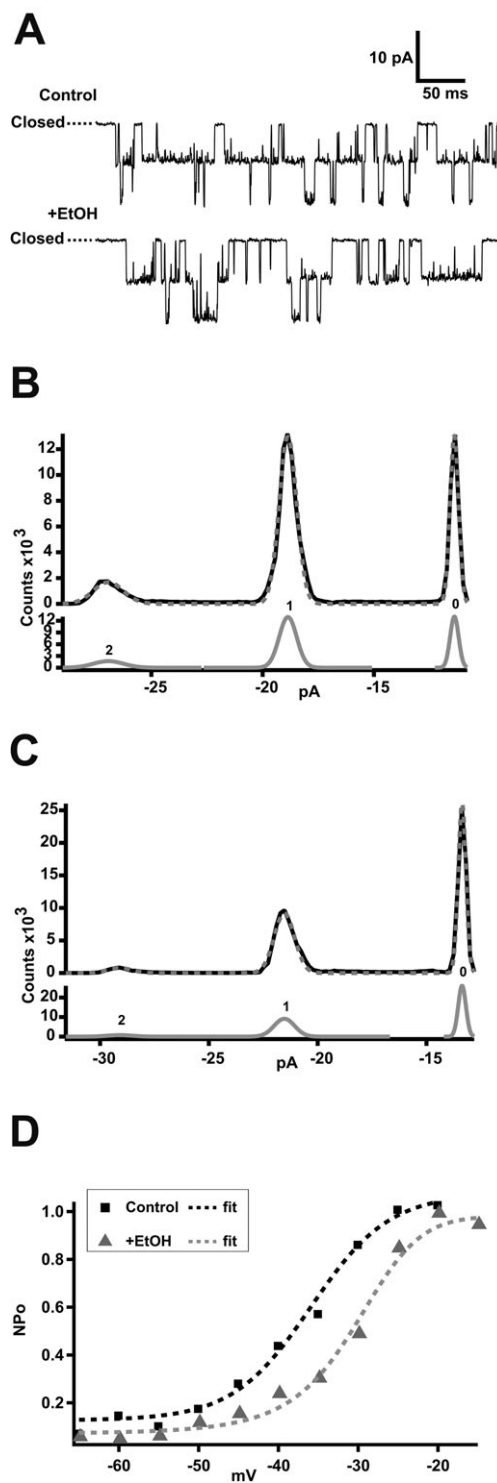 A
10 pA
50 ms
Control
Closed
+EtOH
Closed
B
12
10
8
6
4
2
0
Counts x10³
12
9
6
3
0
2
1
0
-25
-20
-15
pA
C
25
20
15
10
5
0
Counts x10³
20
10
0
2
1
0
-30
-25
-20
-15
pA
D
Control fit
+EtOH fit
1.0
0.8
0.6
0.4
0.2
NPo
-60
-50
-40
-30
-20
mV